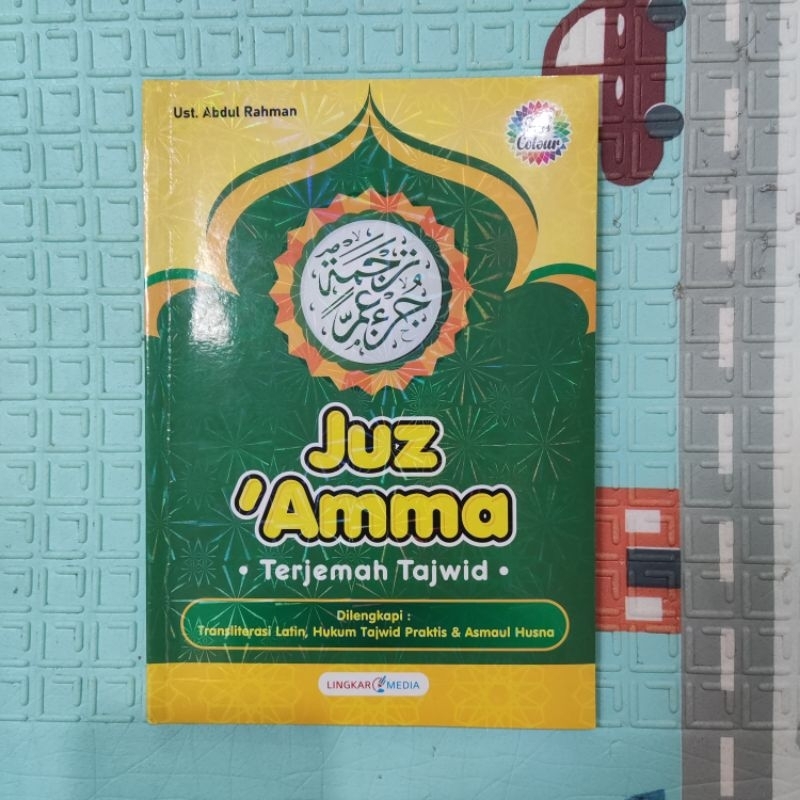 Ust. Abdul Rahman
Colour
ترجمة
جزء عمّ
Juz
'Amma
• Terjemah Tajwid •
Dilengkapi :
Transliterasi Latin, Hukum Tajwid Praktis & Asmaul Husna
LINGKAR MEDIA